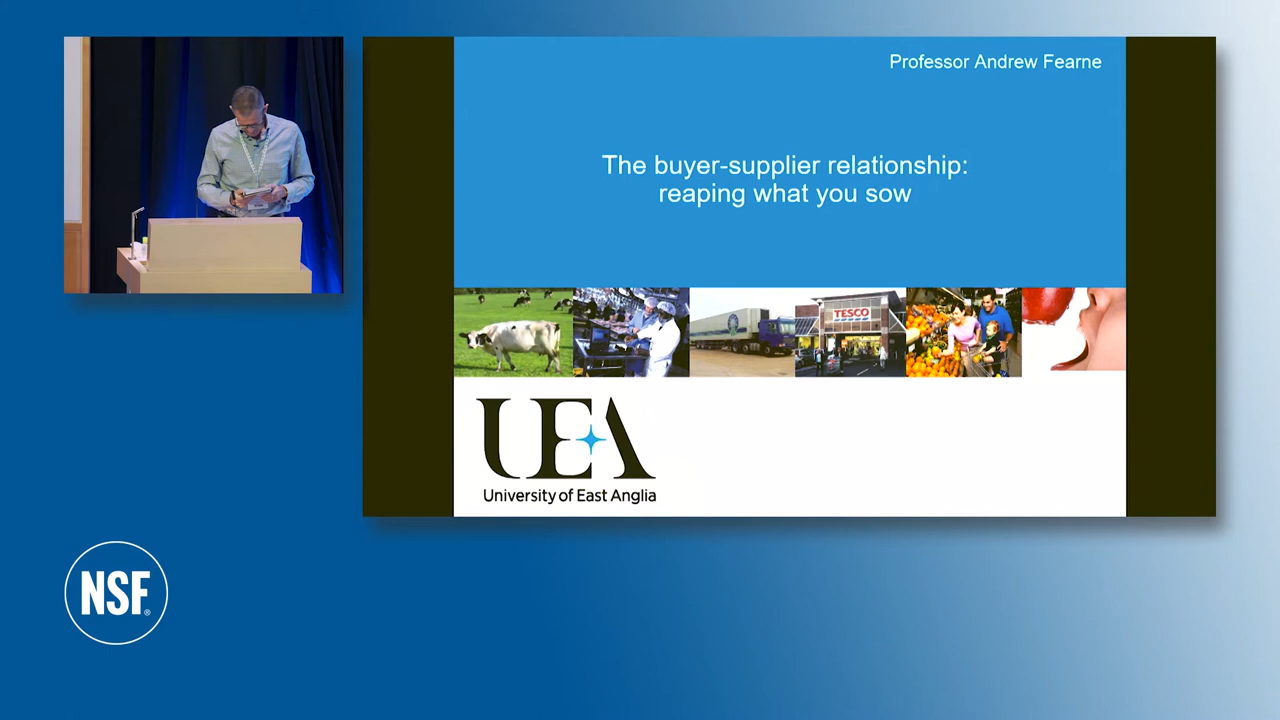 Professor Andrew Fearne
The buyer-supplier relationship:
reaping what you sow
TESCO
UEA
University of East Anglia
NSF®